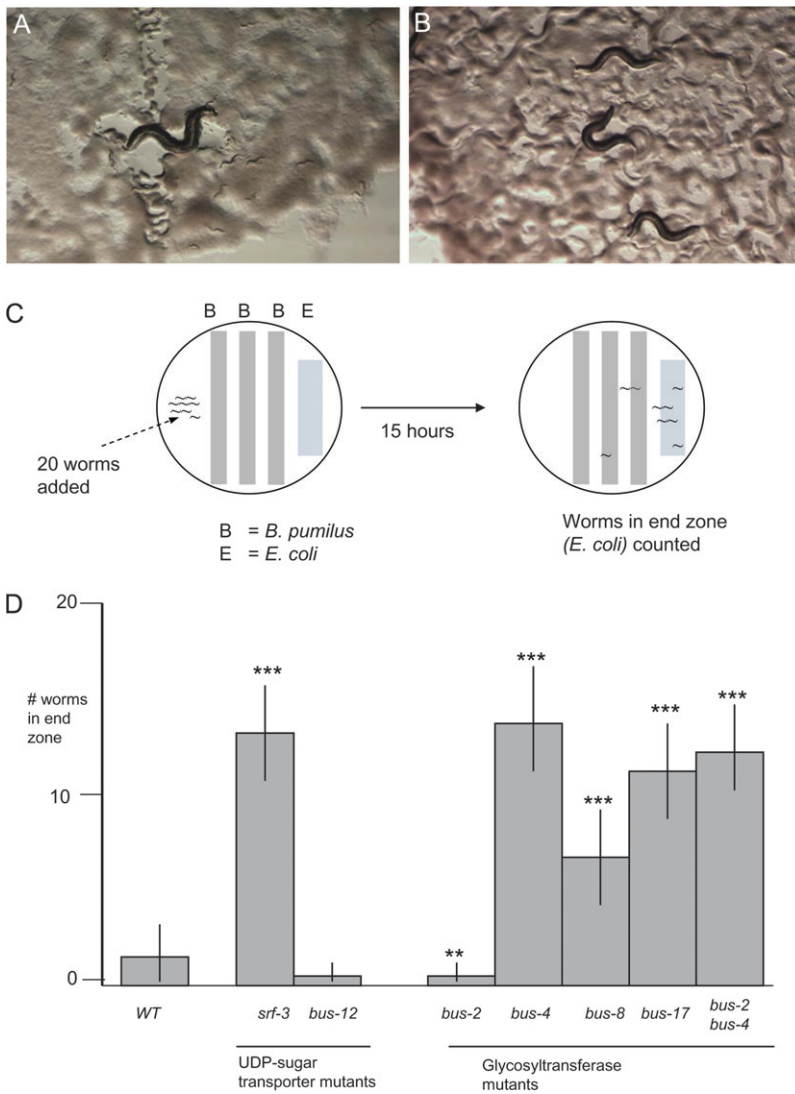 A
B
C
B B B E
20 worms
added
15 hours
B = B. pumilus
E = E. coli
Worms in end zone
(E. coli) counted
D
20
# worms
in end
zone
10
0
***
**
***
***
***
***
WT
srf-3
bus-12
bus-2
bus-4
bus-8
bus-17
bus-2
bus-4
UDP-sugar
transporter mutants
Glycosyltransferase
mutants